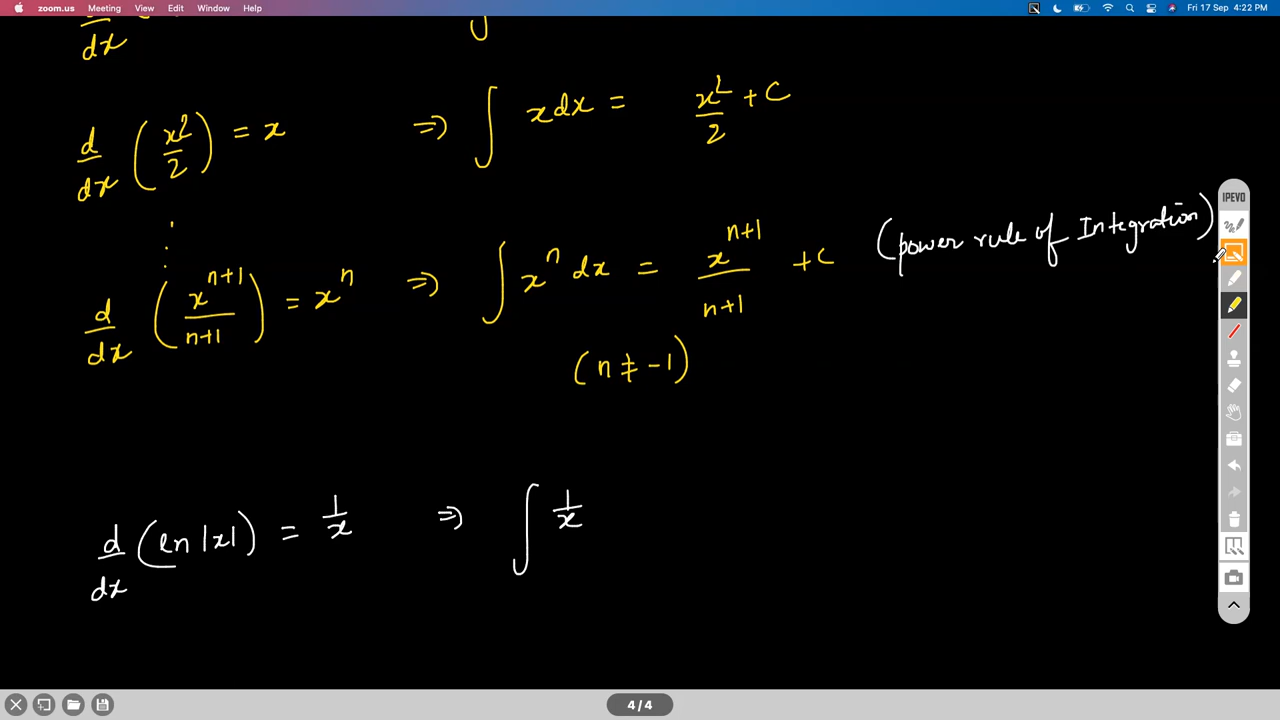 zoom.us Meeting View Edit Window Help Fri 17 Sep 4:22 PM
d/dx
∫
d/dx (x²/2) = x ⇒ ∫ x dx = x²/2 + C
⋮
d/dx (x^(n+1)/(n+1)) = x^n ⇒ ∫ x^n dx = x^(n+1)/(n+1) + C (power rule of Integration)
(n ≠ -1)
d/dx (ln |x|) = 1/x ⇒ ∫ 1/x
IPEVO
4/4